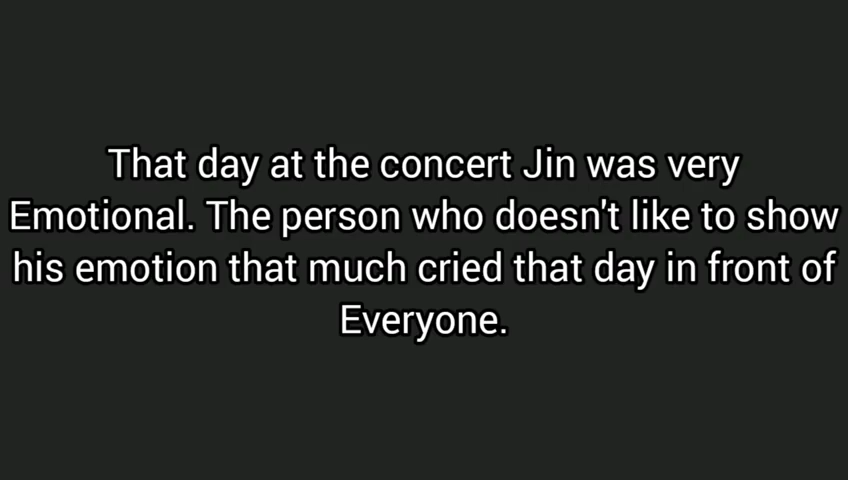 That day at the concert Jin was very
Emotional. The person who doesn't like to show
his emotion that much cried that day in front of
Everyone.